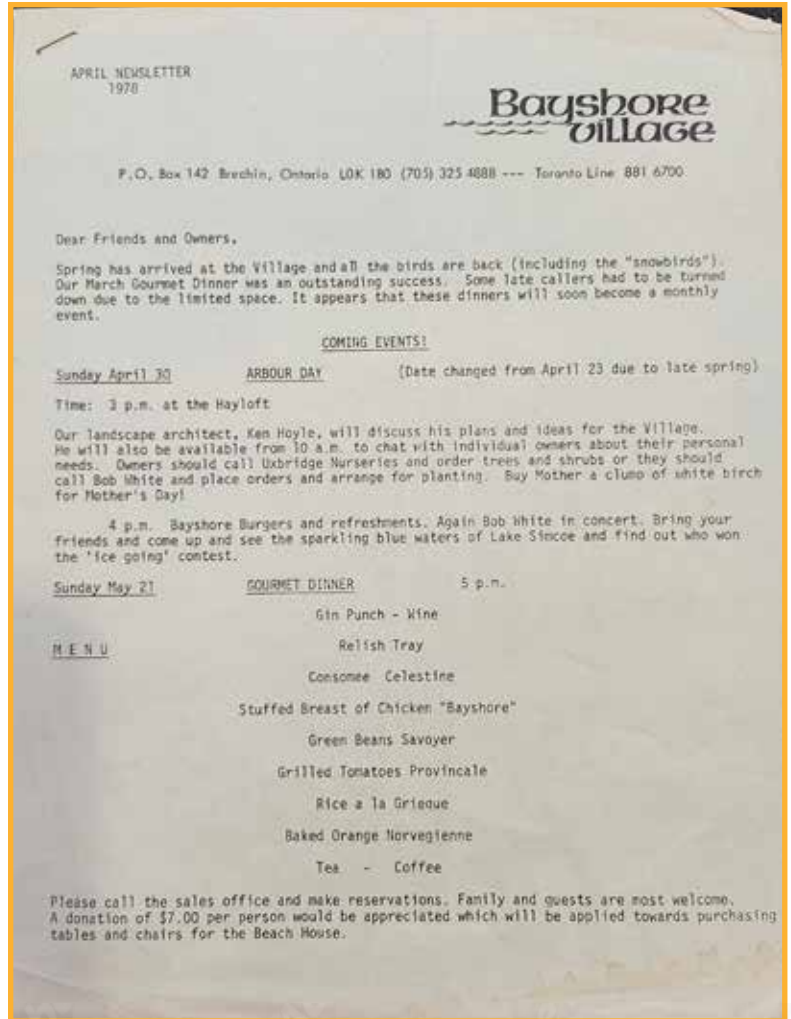 APRIL NEWSLETTER
1978
Bayshore
Village
P.O. Box 142 Brechin, Ontario L0K 1B0 (705) 325 4888 --- Toronto Line 881 6700
Dear Friends and Owners,
Spring has arrived at the Village and all the birds are back (including the "snowbirds").
Our March Gourmet Dinner was an outstanding success. Some late callers had to be turned
down due to the limited space. It appears that these dinners will soon become a monthly
event.
COMING EVENTS!
Sunday April 30 ARBOUR DAY (Date changed from April 23 due to late spring)
Time: 3 p.m. at the Hayloft
Our landscape architect, Ken Hoyle, will discuss his plans and ideas for the Village.
He will also be available from 10 a.m. to chat with individual owners about their personal
needs. Owners should call Uxbridge Nurseries and order trees and shrubs or they should
call Bob White and place orders and arrange for planting. Buy Mother a clump of white birch
for Mother's Day!
4 p.m. Bayshore Burgers and refreshments. Again Bob White in concert. Bring your
friends and come up and see the sparkling blue waters of Lake Simcoe and find out who won
the 'ice going' contest.
Sunday May 21 GOURMET DINNER 5 p.m.
Gin Punch - Wine
M E N U Relish Tray
Consomee Celestine
Stuffed Breast of Chicken "Bayshore"
Green Beans Savoyer
Grilled Tomatoes Provincale
Rice a la Grieque
Baked Orange Norvegienne
Tea - Coffee
Please call the sales office and make reservations. Family and guests are most welcome.
A donation of $7.00 per person would be appreciated which will be applied towards purchasing
tables and chairs for the Beach House.